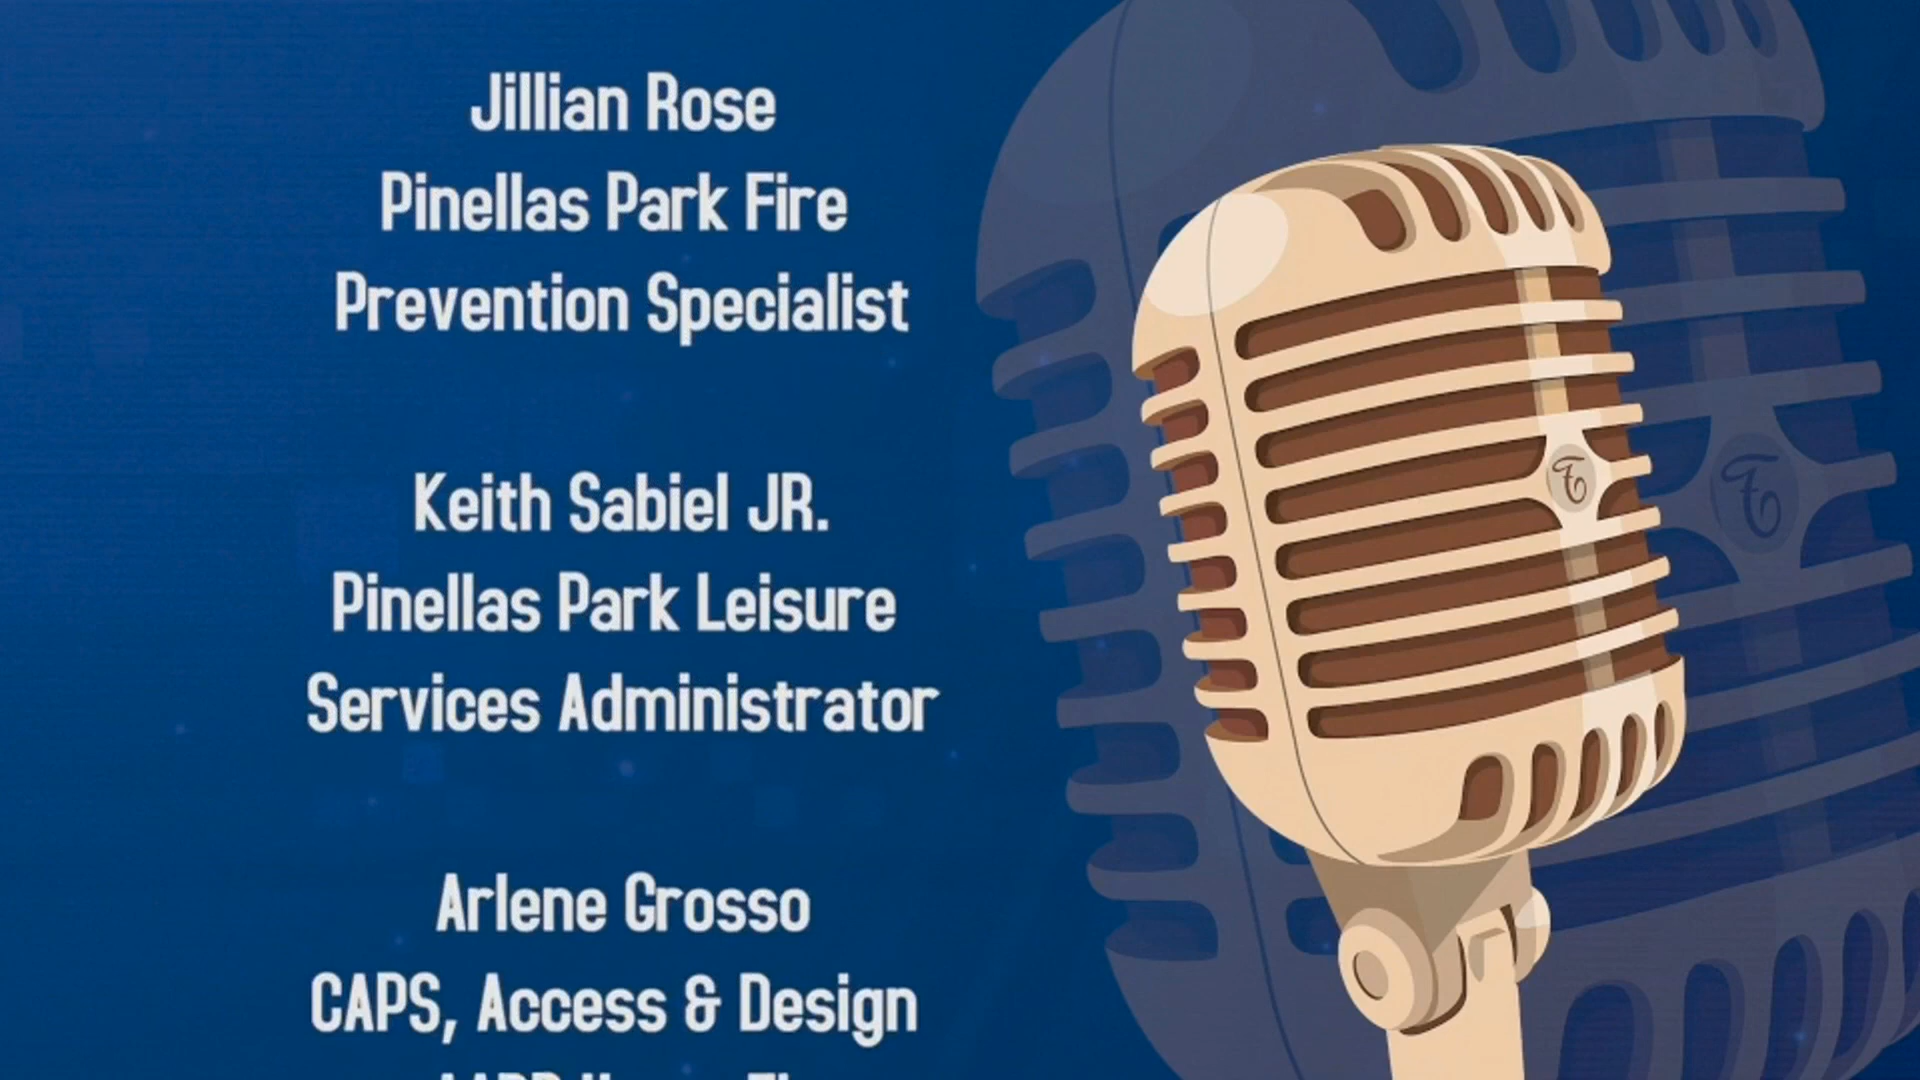 Jillian Rose
Pinellas Park Fire
Prevention Specialist
Keith Sabiel JR.
Pinellas Park Leisure
Services Administrator
Arlene Grosso
CAPS, Access & Design